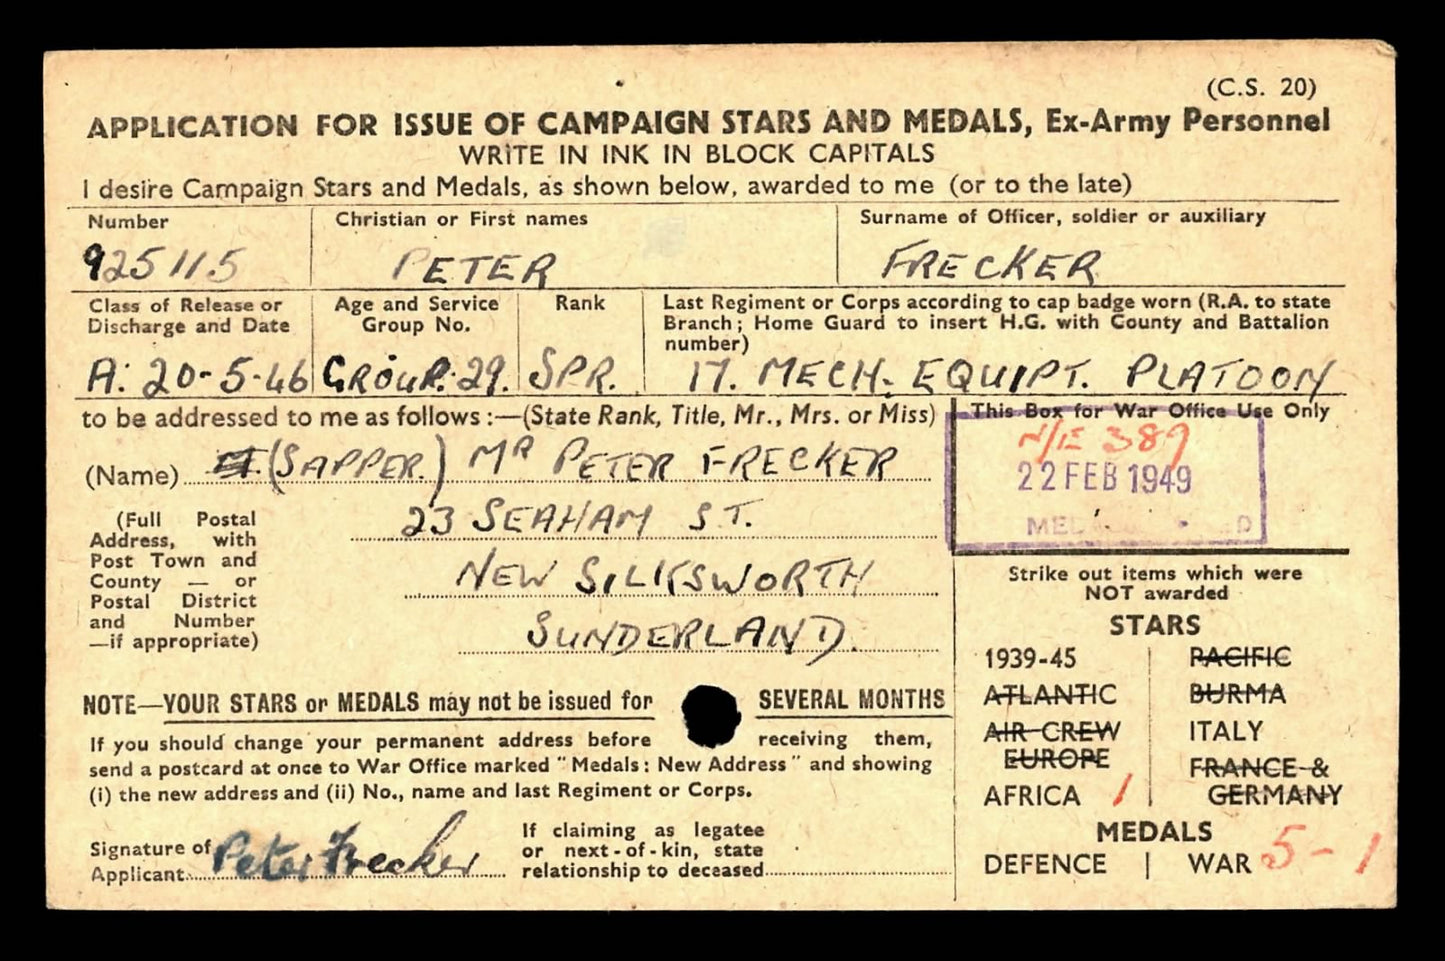 (C.S. 20)
APPLICATION FOR ISSUE OF CAMPAIGN STARS AND MEDALS, Ex-Army Personnel
WRITE IN INK IN BLOCK CAPITALS
I desire Campaign Stars and Medals, as shown below, awarded to me (or to the late)
Number Christian or First names Surname of Officer, soldier or auxiliary
925115 PETER FRECKER
Class of Release or Discharge and Date Age and Service Group No. Rank Last Regiment or Corps according to cap badge worn (R.A. to state
Branch; Home Guard to insert H.G. with County and Battalion
number)
A. 20-5-46 GROUP. 29. SPR. 17. MECH. EQUIPT. PLATOON
to be addressed to me as follows :—(State Rank, Title, Mr., Mrs. or Miss) This Box for War Office Use Only
(Name) (SAPPER.) MR PETER FRECKER
N/E 389
22 FEB 1949
(Full Postal
Address, with
Post Town and
County — or
Postal District
and Number
—if appropriate)
23 SEAHAM ST.
NEW SILKSWORTH
SUNDERLAND.
Strike out items which were
NOT awarded
STARS
1939-45 PACIFIC
ATLANTIC BURMA
AIR CREW ITALY
EUROPE FRANCE &
AFRICA 1 GERMANY
MEDALS
DEFENCE WAR 5 - 1
NOTE—YOUR STARS or MEDALS may not be issued for SEVERAL MONTHS
If you should change your permanent address before receiving them,
send a postcard at once to War Office marked "Medals: New Address" and showing
(i) the new address and (ii) No., name and last Regiment or Corps.
Signature of
Applicant Peter Frecker
If claiming as legatee
or next-of-kin, state
relationship to deceased